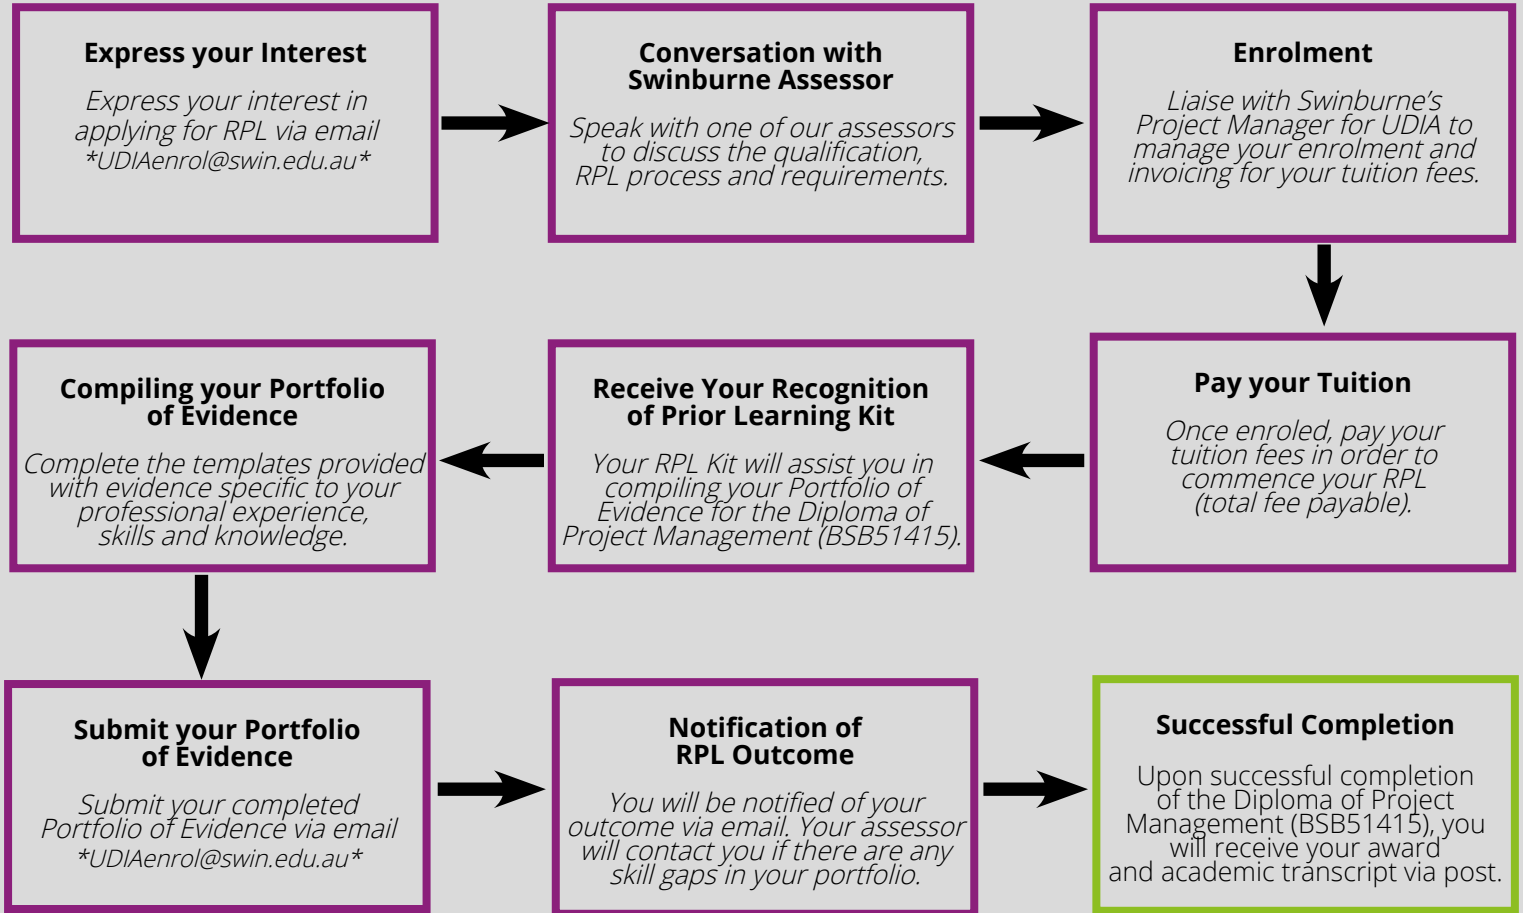 Express your Interest
Express your interest in
applying for RPL via email
*UDIAenrol@swin.edu.au*
Conversation with
Swinburne Assessor
Speak with one of our assessors
to discuss the qualification,
RPL process and requirements.
Enrolment
Liaise with Swinburne’s
Project Manager for UDIA to
manage your enrolment and
invoicing for your tuition fees.
Pay your Tuition
Once enroled, pay your
tuition fees in order to
commence your RPL
(total fee payable).
Receive Your Recognition
of Prior Learning Kit
Your RPL Kit will assist you in
compiling your Portfolio of
Evidence for the Diploma of
Project Management (BSB51415).
Compiling your Portfolio
of Evidence
Complete the templates provided
with evidence specific to your
professional experience,
skills and knowledge.
Submit your Portfolio
of Evidence
Submit your completed
Portfolio of Evidence via email
*UDIAenrol@swin.edu.au*
Notification of
RPL Outcome
You will be notified of your
outcome via email. Your assessor
will contact you if there are any
skill gaps in your portfolio.
Successful Completion
Upon successful completion
of the Diploma of Project
Management (BSB51415), you
will receive your award
and academic transcript via post.